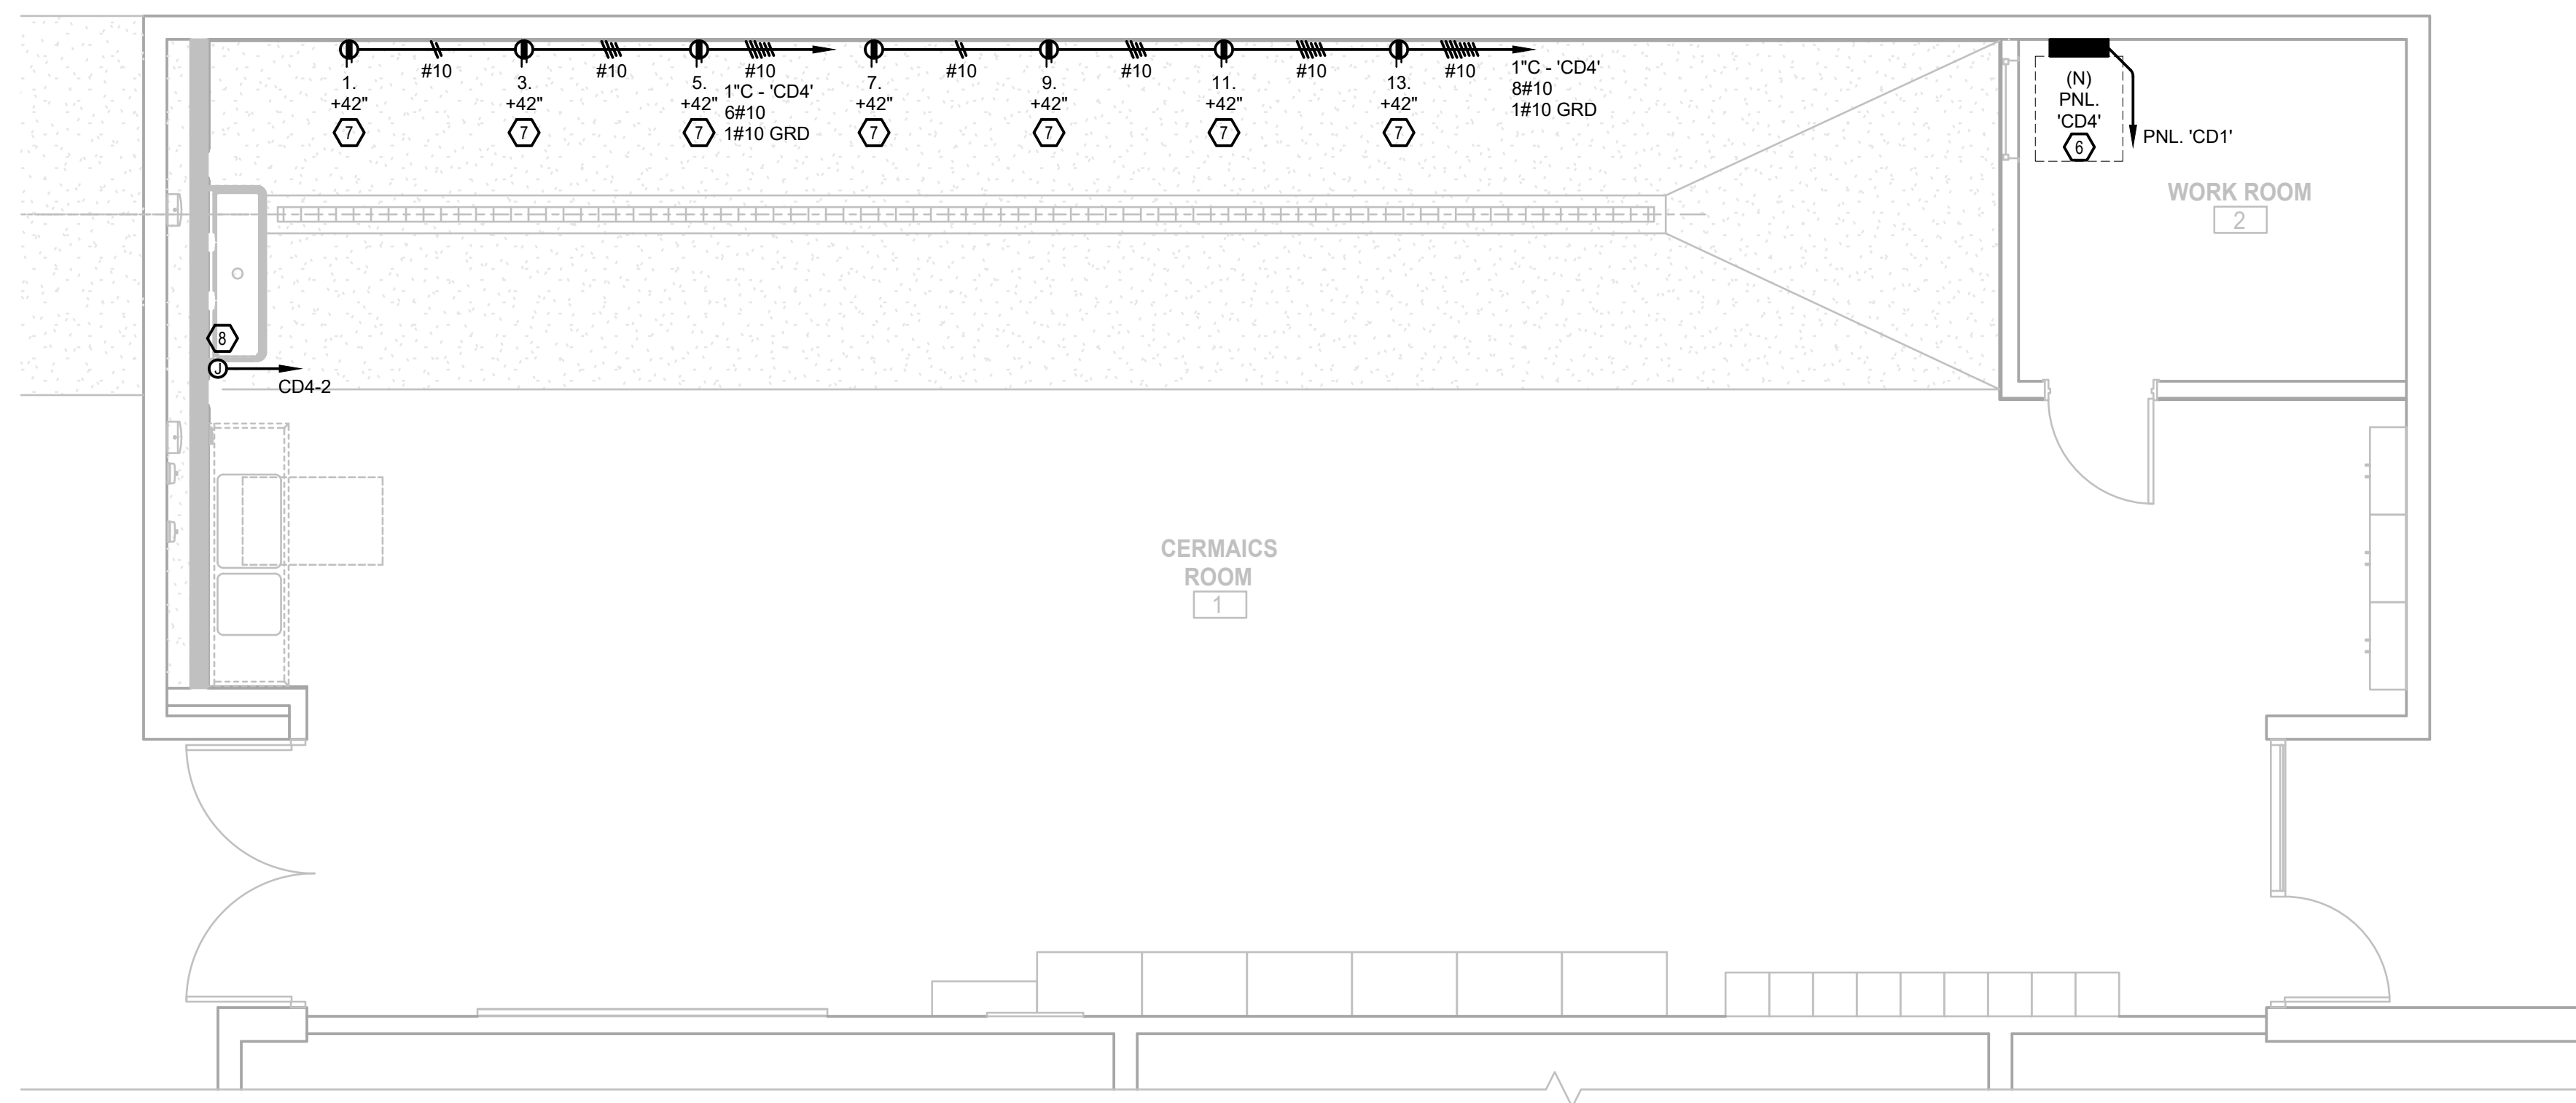 #10
#10
#10
#10
#10
#10
#10
1.
+42"
7
3.
+42"
7
5.
+42"
7
1"C - 'CD4'
6#10
1#10 GRD
7.
+42"
7
9.
+42"
7
11.
+42"
7
13.
+42"
7
1"C - 'CD4'
8#10
1#10 GRD
(N)
PNL.
'CD4'
6
PNL. 'CD1'
WORK ROOM
2
8
J
CD4-2
CERMAICS
ROOM
1